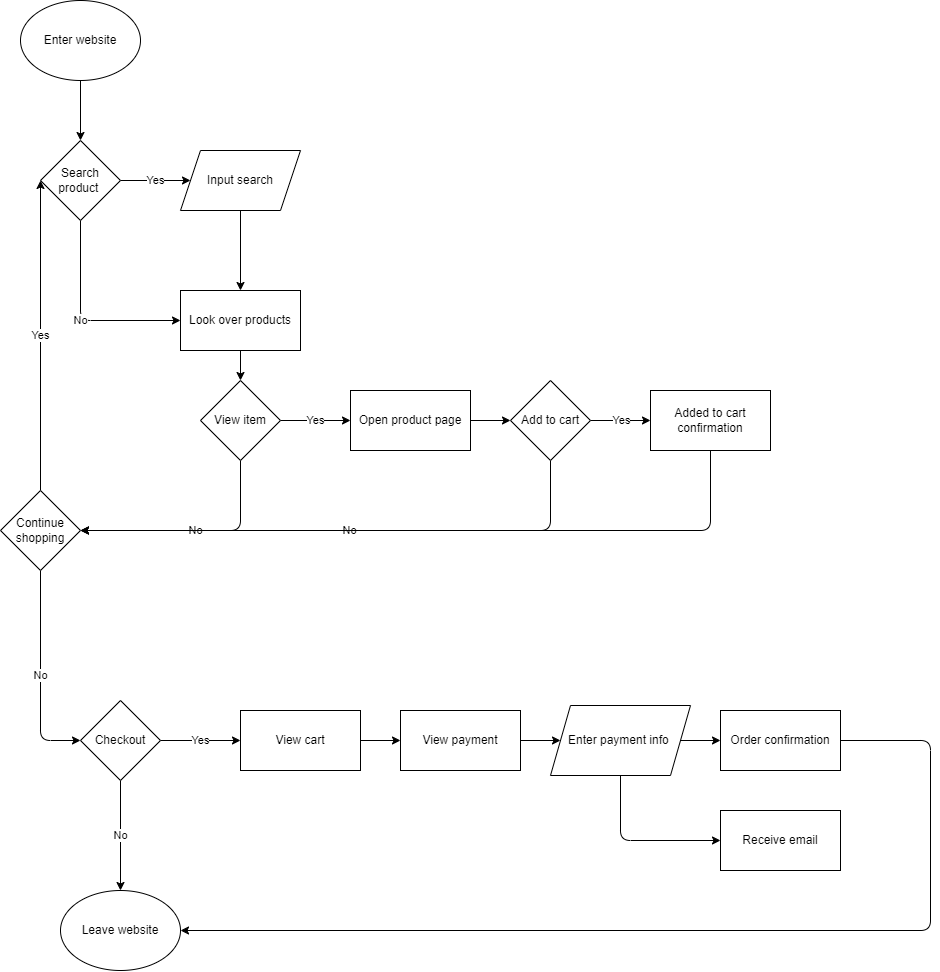 Enter website
Search
product
Yes
Input search
No
Look over products
Yes
View item
Yes
Open product page
Add to cart
Yes
Added to cart
confirmation
Continue
shopping
No
No
No
Checkout
Yes
View cart
View payment
Enter payment info
Order confirmation
No
Receive email
Leave website